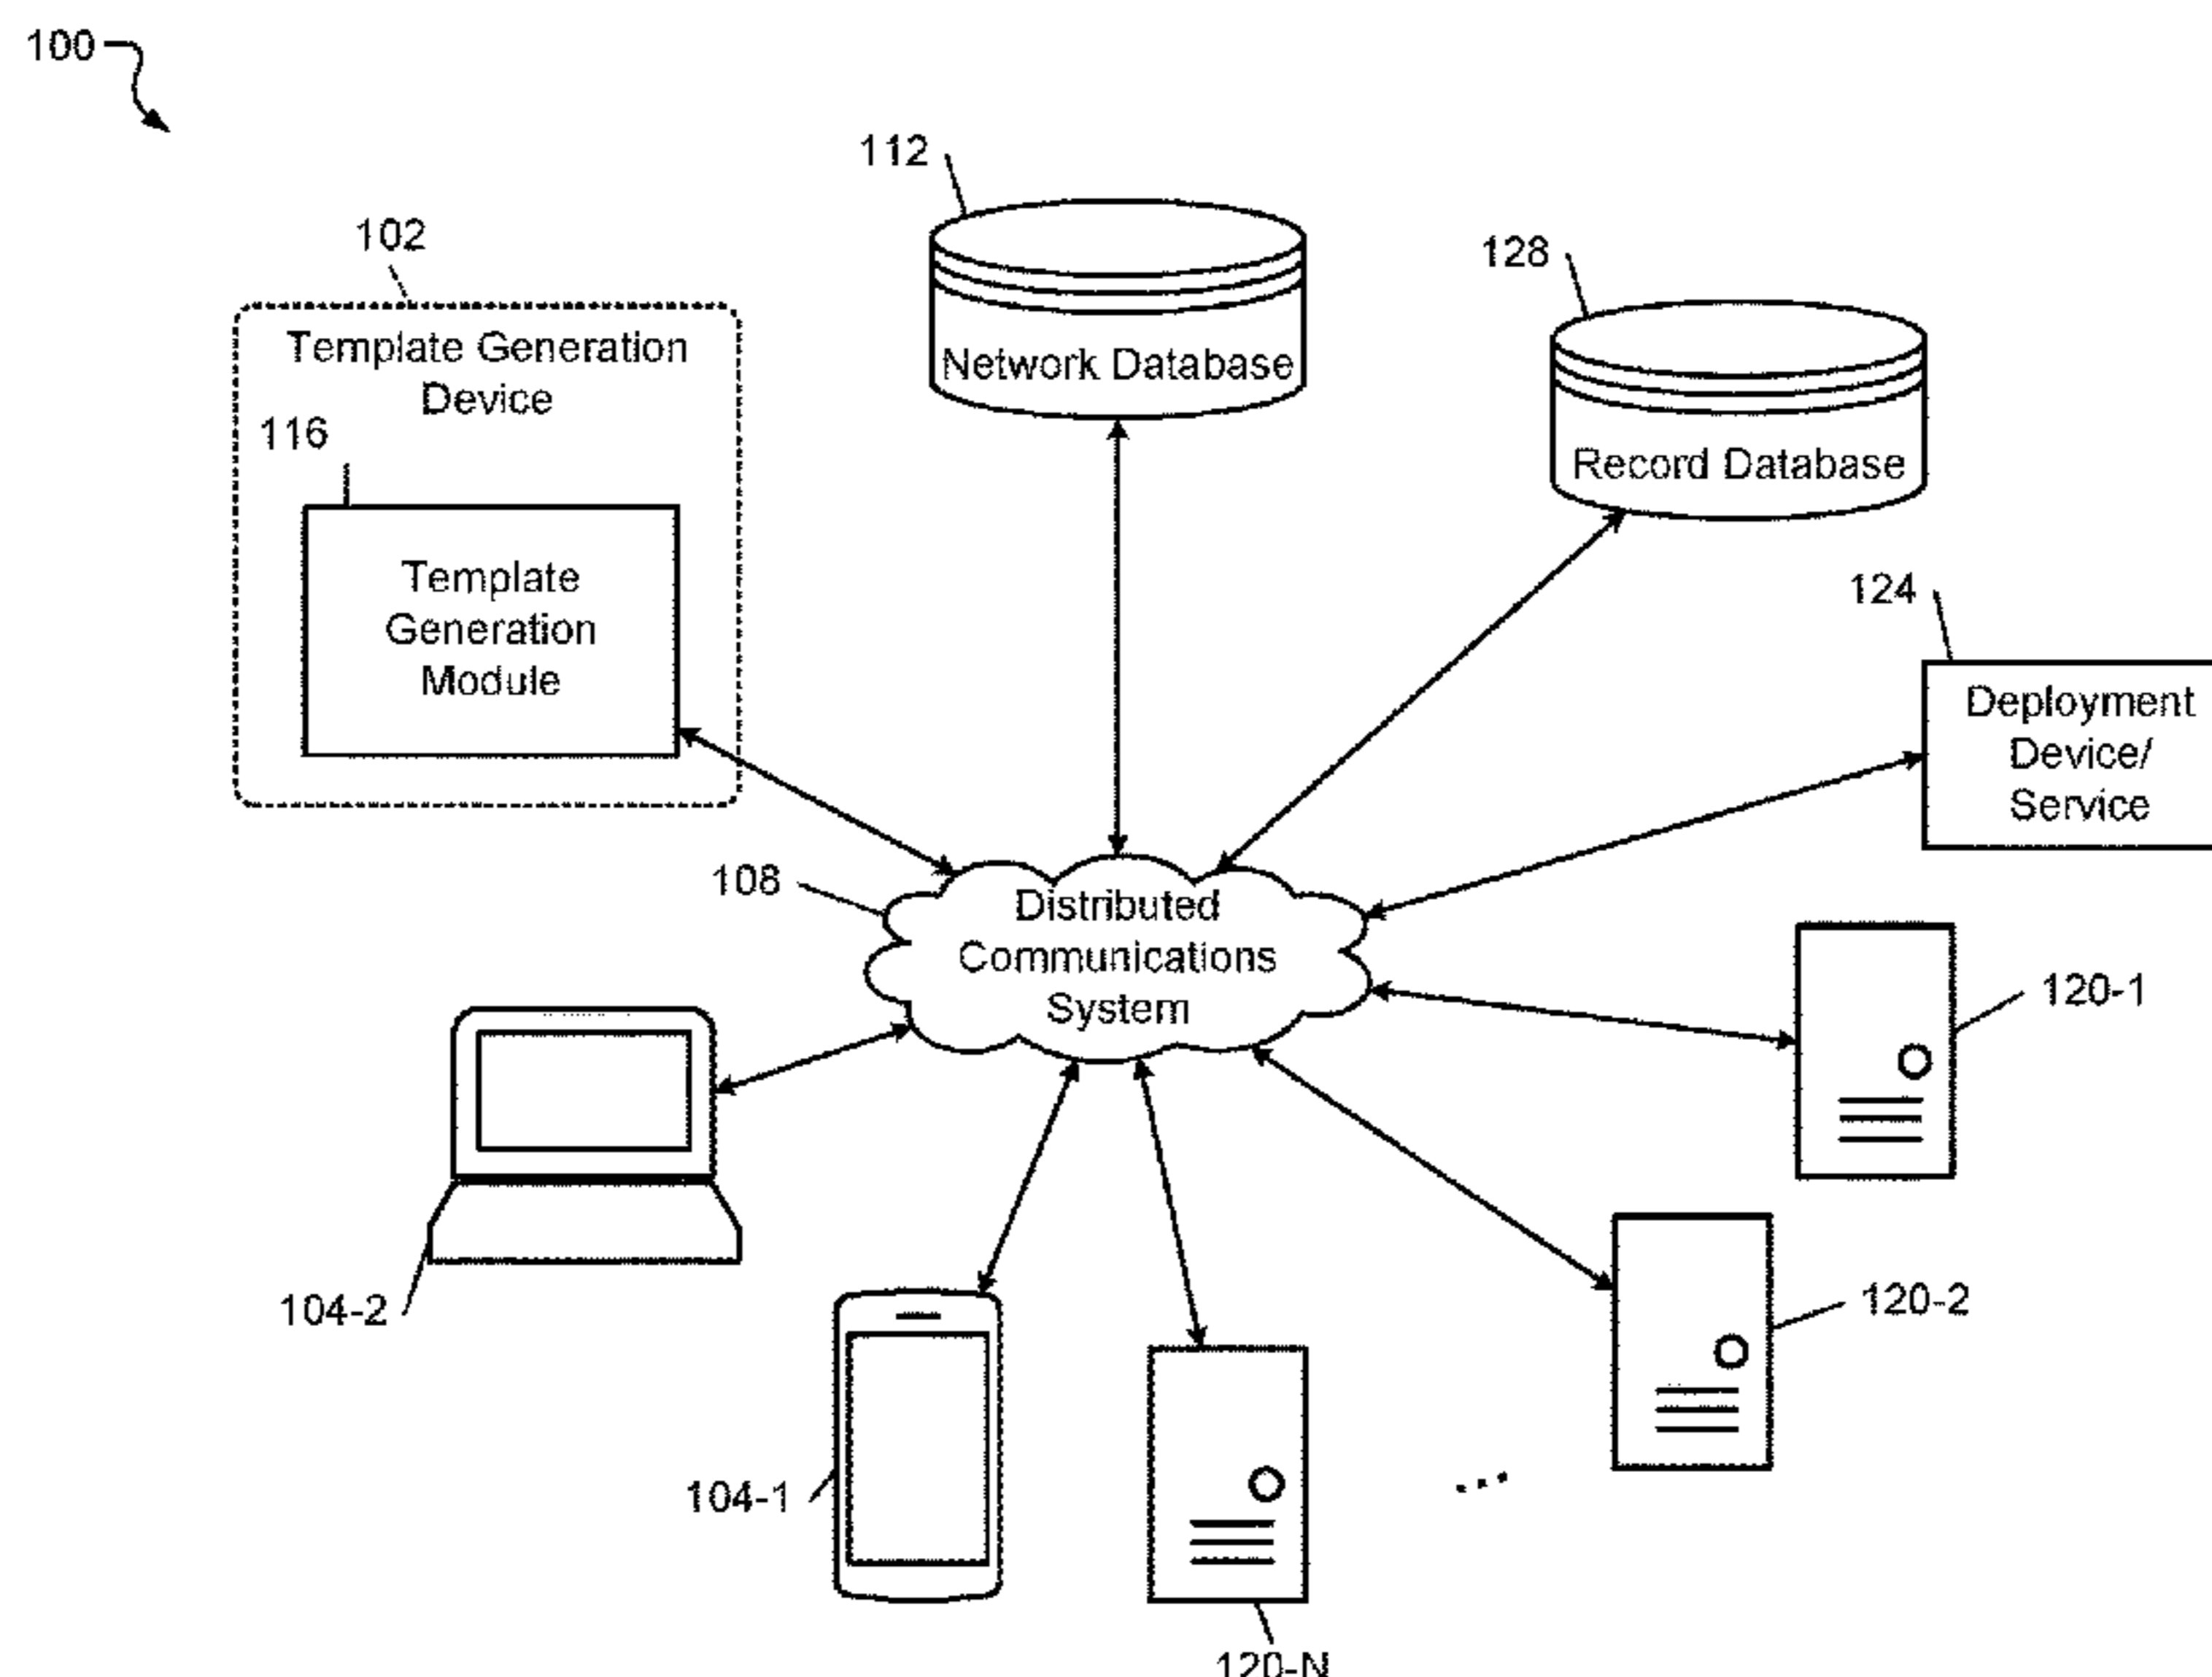 100
112
102
128
Template Generation
Device
Network Database
116
Record Database
Template
Generation
Module
124
Deployment
Device/
Service
108
Distributed
Communications
System
120-1
104-2
120-2
104-1
...
120-N